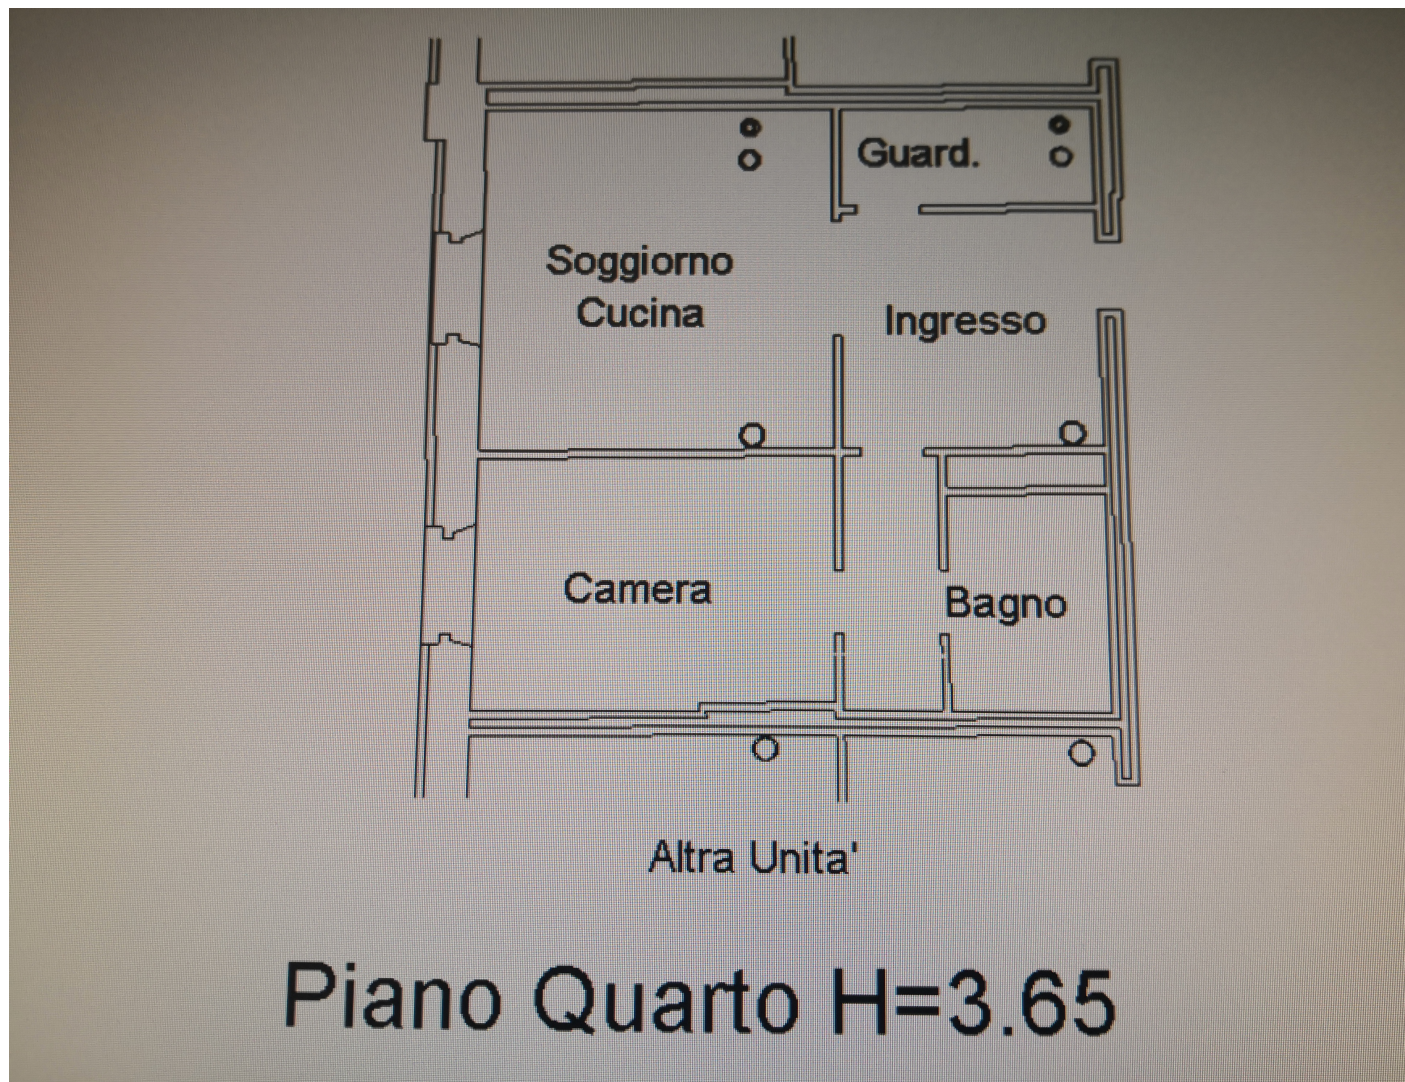 Guard.
Soggiorno
Cucina
Ingresso
Camera
Bagno
Altra Unita'
Piano Quarto H=3.65